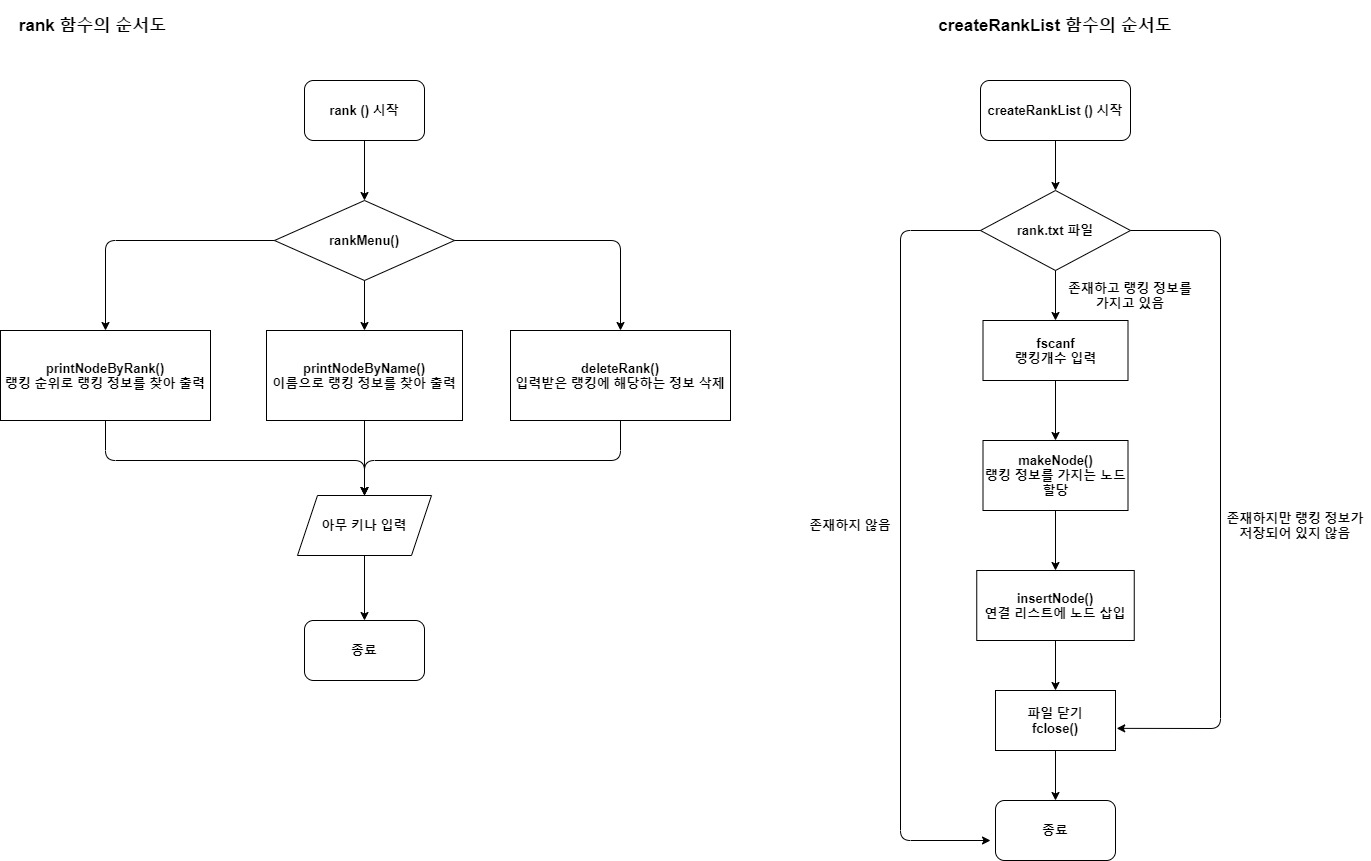 rank 함수의 순서도
rank () 시작
rankMenu()
printNodeByRank()
랭킹 순위로 랭킹 정보를 찾아 출력
printNodeByName()
이름으로 랭킹 정보를 찾아 출력
deleteRank()
입력받은 랭킹에 해당하는 정보 삭제
아무 키나 입력
종료
createRankList 함수의 순서도
createRankList () 시작
rank.txt 파일
존재하고 랭킹 정보를
가지고 있음
fscanf
랭킹개수 입력
makeNode()
랭킹 정보를 가지는 노드
할당
존재하지 않음
존재하지만 랭킹 정보가
저장되어 있지 않음
insertNode()
연결 리스트에 노드 삽입
파일 닫기
fclose()
종료